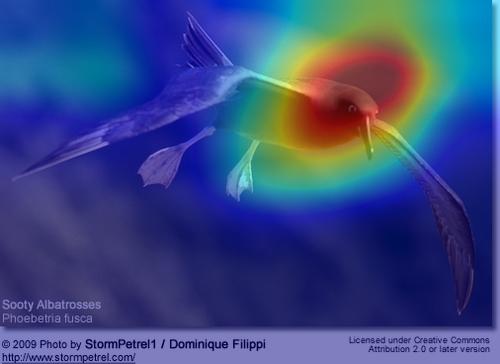 Sooty Albatrosses
Phoebetria fusca
© 2009 Photo by StormPetrel1 / Dominique Filippi
http://www.stormpetrel.com/
Licensed under Creative Commons
Attribution 2.0 or later version